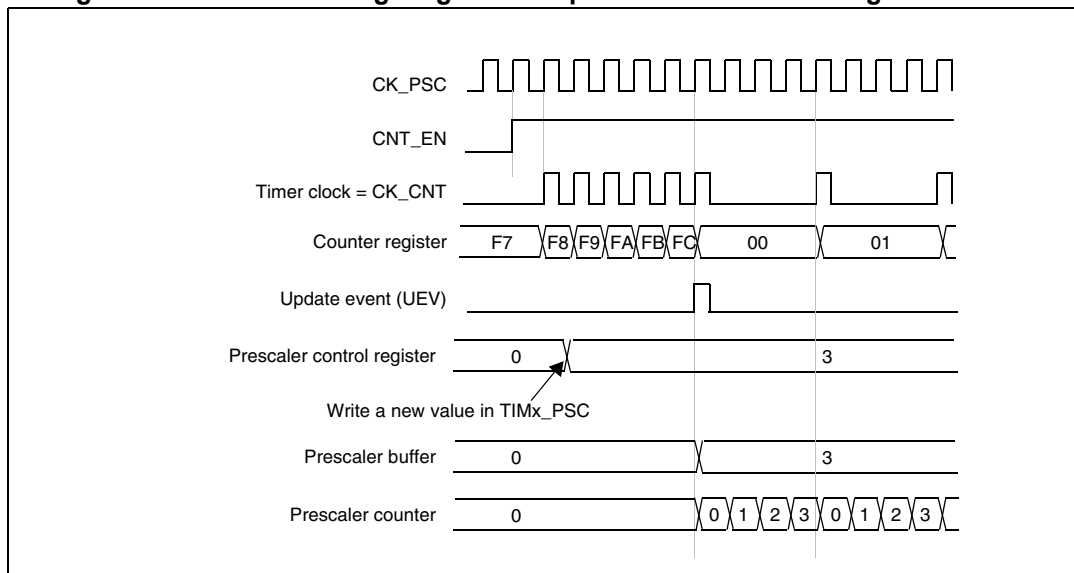 CK_PSC
CNT_EN
Timer clock = CK_CNT
Counter register F7 F8 F9 FA FB FC 00 01
Update event (UEV)
Prescaler control register 0 3
Write a new value in TIMx_PSC
Prescaler buffer 0 3
Prescaler counter 0 0 1 2 3 0 1 2 3